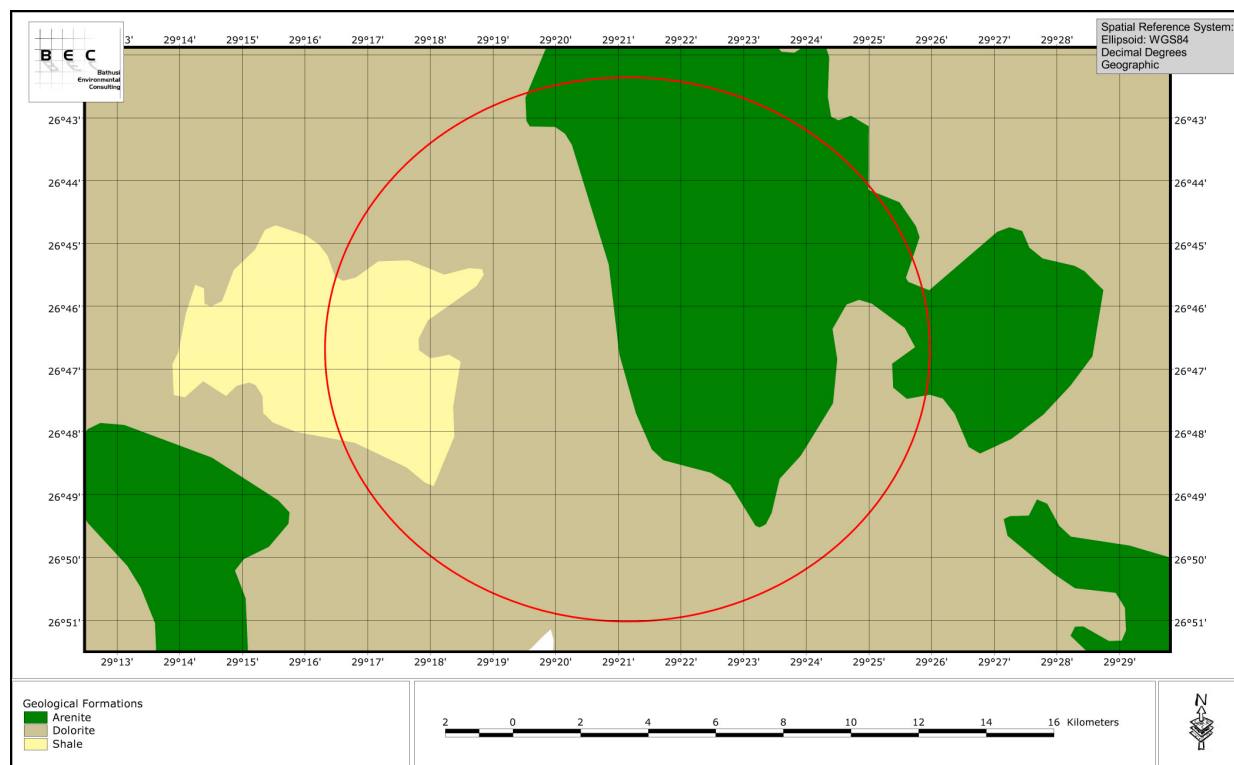 B E C
Bathusi
Environmental
Consulting
3' 29°14' 29°15' 29°16' 29°17' 29°18' 29°19' 29°20' 29°21' 29°22' 29°23' 29°24' 29°25' 29°26' 29°27' 29°28'
Spatial Reference System:
Ellipsoid: WGS84
Decimal Degrees
Geographic
26°43' 26°43'
26°44' 26°44'
26°45' 26°45'
26°46' 26°46'
26°47' 26°47'
26°48' 26°48'
26°49' 26°49'
26°50' 26°50'
26°51' 26°51'
29°13' 29°14' 29°15' 29°16' 29°17' 29°18' 29°19' 29°20' 29°21' 29°22' 29°23' 29°24' 29°25' 29°26' 29°27' 29°28' 29°29'
Geological Formations
Arenite
Dolorite
Shale
2 0 2 4 6 8 10 12 14 16 Kilometers
N